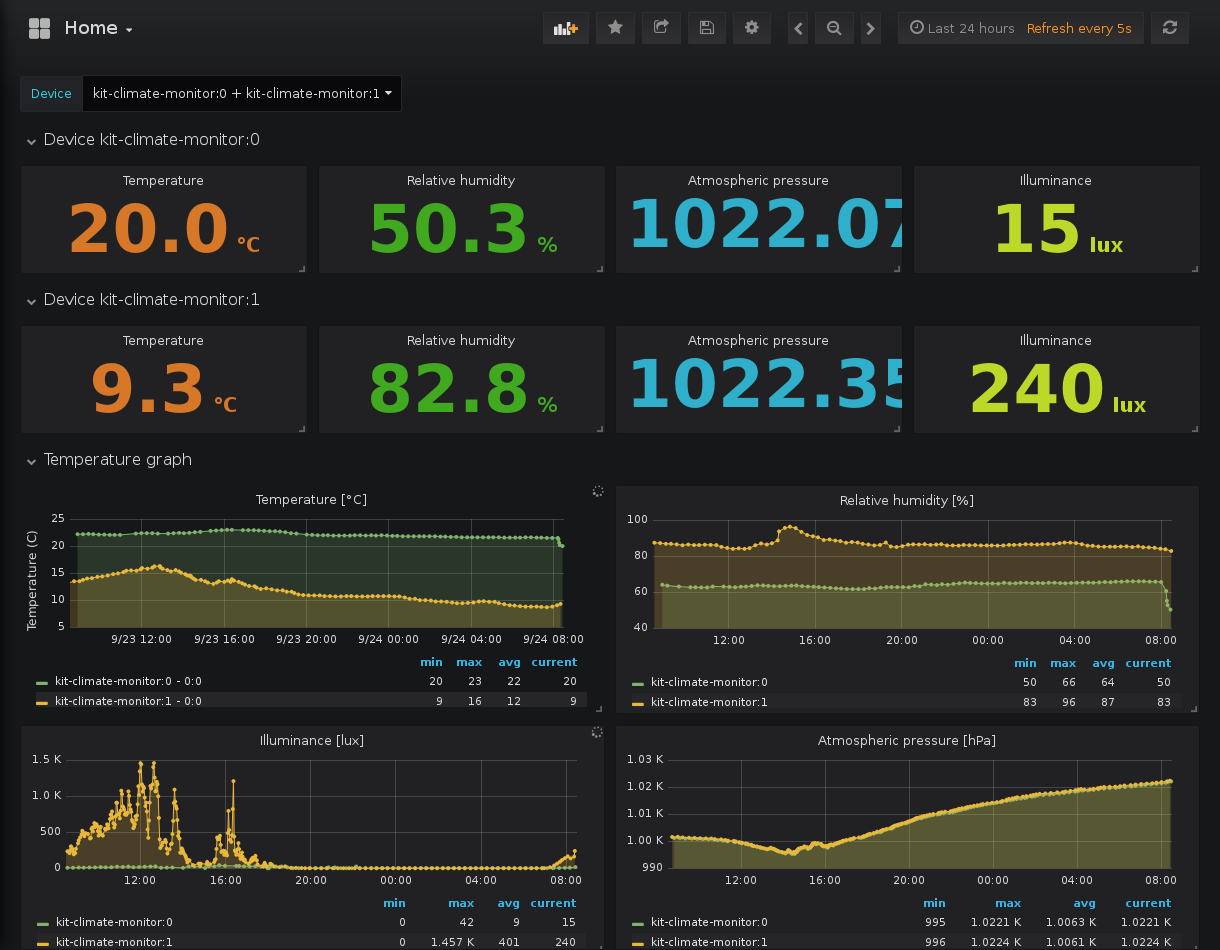 Home
Last 24 hours Refresh every 5s
Device kit-climate-monitor:0 + kit-climate-monitor:1
Device kit-climate-monitor:0
Temperature Relative humidity Atmospheric pressure Illuminance
20.0 °C 50.3 % 1022.07 15 lux
Device kit-climate-monitor:1
Temperature Relative humidity Atmospheric pressure Illuminance
9.3 °C 82.8 % 1022.35 240 lux
Temperature graph
Temperature [°C]
Temperature (C)
25
20
15
10
5
9/23 12:00 9/23 16:00 9/23 20:00 9/24 00:00 9/24 04:00 9/24 08:00
min max avg current
kit-climate-monitor:0 - 0:0 20 23 22 20
kit-climate-monitor:1 - 0:0 9 16 12 9
Relative humidity [%]
100
80
60
40
12:00 16:00 20:00 00:00 04:00 08:00
min max avg current
kit-climate-monitor:0 50 66 64 50
kit-climate-monitor:1 83 96 87 83
Illuminance [lux]
1.5 K
1.0 K
500
0
12:00 16:00 20:00 00:00 04:00 08:00
min max avg current
kit-climate-monitor:0 0 42 9 15
kit-climate-monitor:1 0 1.457 K 401 240
Atmospheric pressure [hPa]
1.03 K
1.02 K
1.01 K
1.00 K
990
12:00 16:00 20:00 00:00 04:00 08:00
min max avg current
kit-climate-monitor:0 995 1.0221 K 1.0063 K 1.0221 K
kit-climate-monitor:1 996 1.0224 K 1.0061 K 1.0224 K